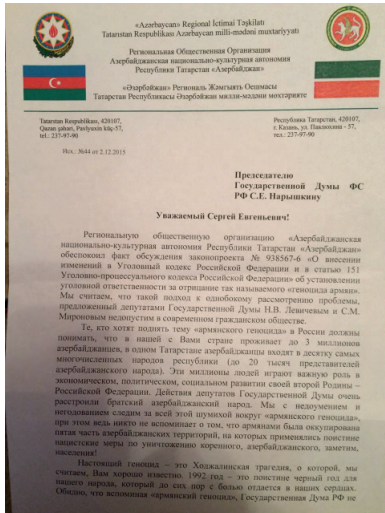 «Azərbaycan» Regional İctimai Təşkilatı
Tatarıstan Respublikası Azərbaycan milli-mədəni muxtariyyatı
Региональная Общественная Организация
Азербайджанская национально-культурная автономия
Республики Татарстан «Азербайджан»
«Әзәрбәйжан» Региональ Җәмгыять Оешмасы
Татарстан Республикасы Әзәрбәйжан милли-мәдәни мөхтәрияте
Tatarıstan Respublikası, 420107,
Qazan şəhəri, Pavlyuxin küç-57,
tel.: 237-97-90
Республика Татарстан, 420107,
г. Казань, ул. Павлюхина - 57,
тел.: 237-97-90
Исх.: №44 от 2.12.2015
Председателю
Государственной Думы ФС
РФ С.Е. Нарышкину
Уважаемый Сергей Евгеньевич!
Региональную общественную организацию «Азербайджанская
национально-культурная автономия Республики Татарстан «Азербайджан»
обеспокоил факт обсуждения законопроекта № 938567-6 «О внесении
изменений в Уголовный кодекс Российской Федерации и в статью 151
Уголовно-процессуального кодекса Российской Федерации» об установлении
уголовной ответственности за отрицание так называемого «геноцида армян».
Мы считаем, что такой подход к однобокому рассмотрению проблемы,
предложенный депутатами Государственной Думы Н.В. Левичевым и С.М.
Мироновым недопустим в современном гражданском обществе.
Те, кто хотят поднять тему «армянского геноцида» в России должны
понимать, что в нашей с Вами стране проживает до 3 миллионов
азербайджанцев, в одном Татарстане азербайджанцы входят в десятку самых
многочисленных народов республики (до 20 тысяч представителей
азербайджанского народа). Эти миллионы людей играют важную роль в
экономическом, политическом, социальном развитии своей второй Родины –
Российской Федерации. Действия депутатов Государственной Думы очень
расстроили братский азербайджанский народ. Мы с недоумением и
негодованием следим за всей этой шумихой вокруг «армянского геноцида»,
при этом ведь никто не вспоминает о том, что армянами была оккупирована
пятая часть азербайджанских территорий, на которых применялись поистине
нацистские меры по уничтожению коренного, азербайджанского, заметим,
населения!
Настоящий геноцид – это Ходжалинская трагедия, о которой, мы
считаем, Вам хорошо известно. 1992 год – это поистине черный год для
нашего народа, который до сих пор с болью отдается в наших сердцах.
Обидно, что вспоминая «армянский геноцид», Государственная Дума РФ не